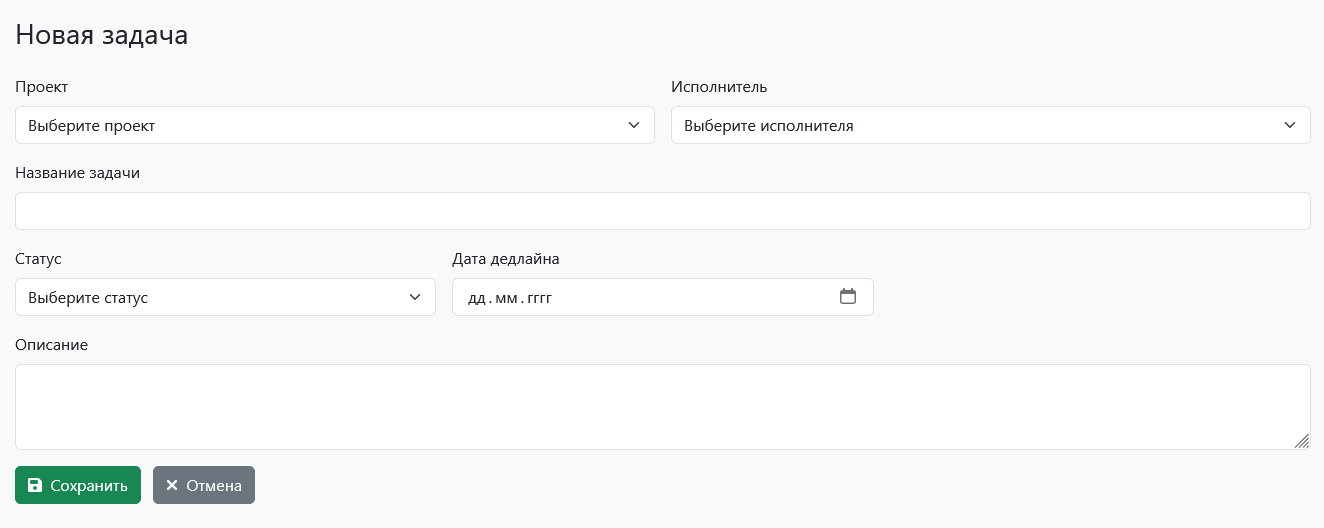 Новая задача
Проект Исполнитель
Выберите проект Выберите исполнителя
Название задачи
Статус Дата дедлайна
Выберите статус дд.мм.гггг
Описание
Сохранить Отмена